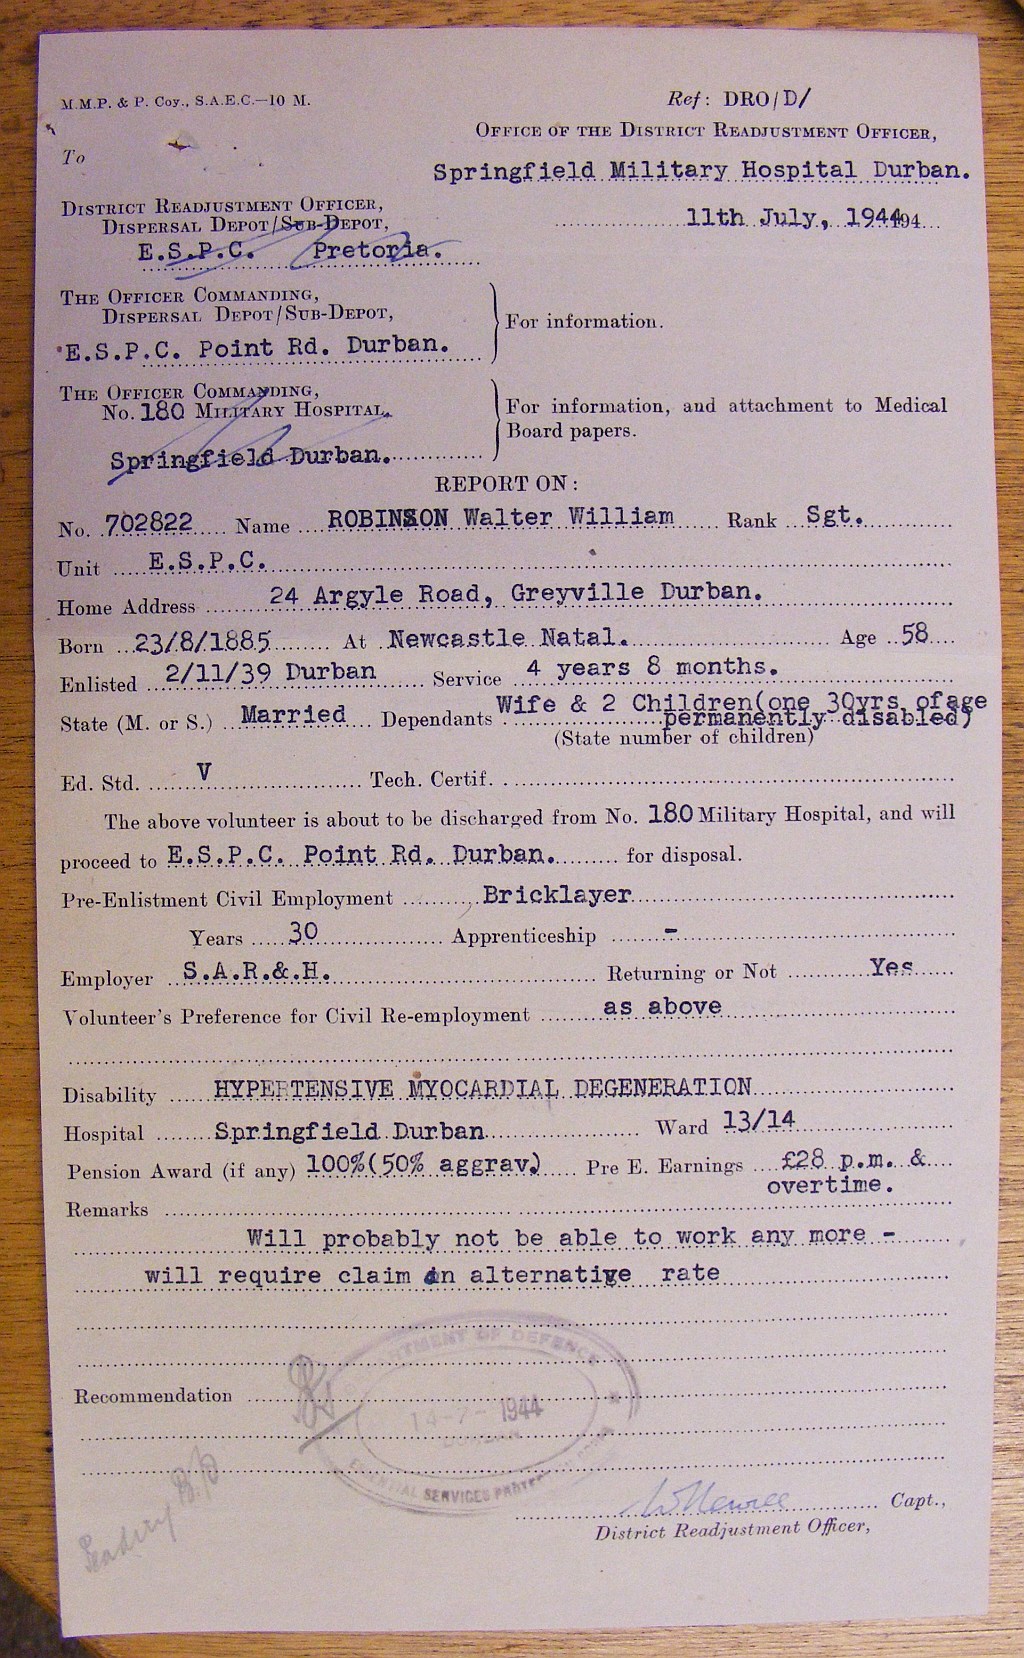 M.M.P. & P. Coy., S.A.E.C.—10 M.
Ref: DRO/D/
OFFICE OF THE DISTRICT READJUSTMENT OFFICER,
To
Springfield Military Hospital Durban.
DISTRICT READJUSTMENT OFFICER,
DISPERSAL DEPOT/SUB-DEPOT,
11th July, 1944 194
E.S.P.C. Pretoria.
THE OFFICER COMMANDING,
DISPERSAL DEPOT/SUB-DEPOT,
For information.
E.S.P.C. Point Rd. Durban.
THE OFFICER COMMANDING,
No. 180 MILITARY HOSPITAL.
For information, and attachment to Medical
Board papers.
Springfield Durban.
REPORT ON:
No. 702822 Name ROBINSON Walter William Rank Sgt.
Unit E.S.P.C.
Home Address 24 Argyle Road, Greyville Durban.
Born 23/8/1885 At Newcastle Natal. Age 58
Enlisted 2/11/39 Durban Service 4 years 8 months.
State (M. or S.) Married Dependants Wife & 2 Children(one 30yrs of age
permanently disabled)
(State number of children)
Ed. Std. V Tech. Certif.
The above volunteer is about to be discharged from No. 180 Military Hospital, and will
proceed to E.S.P.C. Point Rd. Durban. for disposal.
Pre-Enlistment Civil Employment Bricklayer
Years 30 Apprenticeship -
Employer S.A.R.&.H. Returning or Not Yes
Volunteer's Preference for Civil Re-employment as above
Disability HYPERTENSIVE MYOCARDIAL DEGENERATION
Hospital Springfield Durban Ward 13/14
Pension Award (if any) 100%(50% aggrav.) Pre E. Earnings £28 p.m. &
overtime.
Remarks
Will probably not be able to work any more -
will require claim in alternative rate
DEPARTMENT OF DEFENCE
Recommendation
14-7-1944
DURBAN
ESSENTIAL SERVICES
Capt.,
District Readjustment Officer,